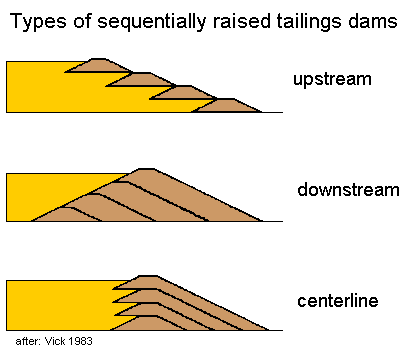 Types of sequentially raised tailings dams
upstream
downstream
centerline
after: Vick 1983